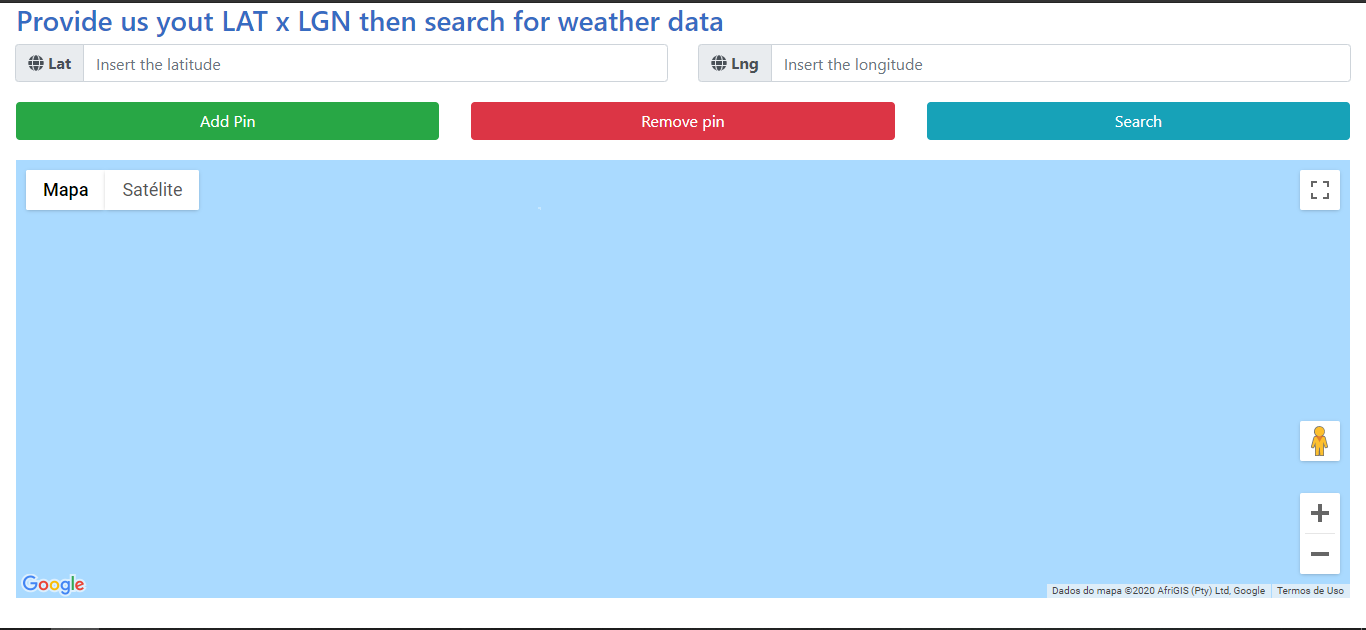 Provide us yout LAT x LGN then search for weather data
Lat Insert the latitude Lng Insert the longitude
Add Pin Remove pin Search
Mapa Satélite
Google Dados do mapa ©2020 AfriGIS (Pty) Ltd, Google Termos de Uso